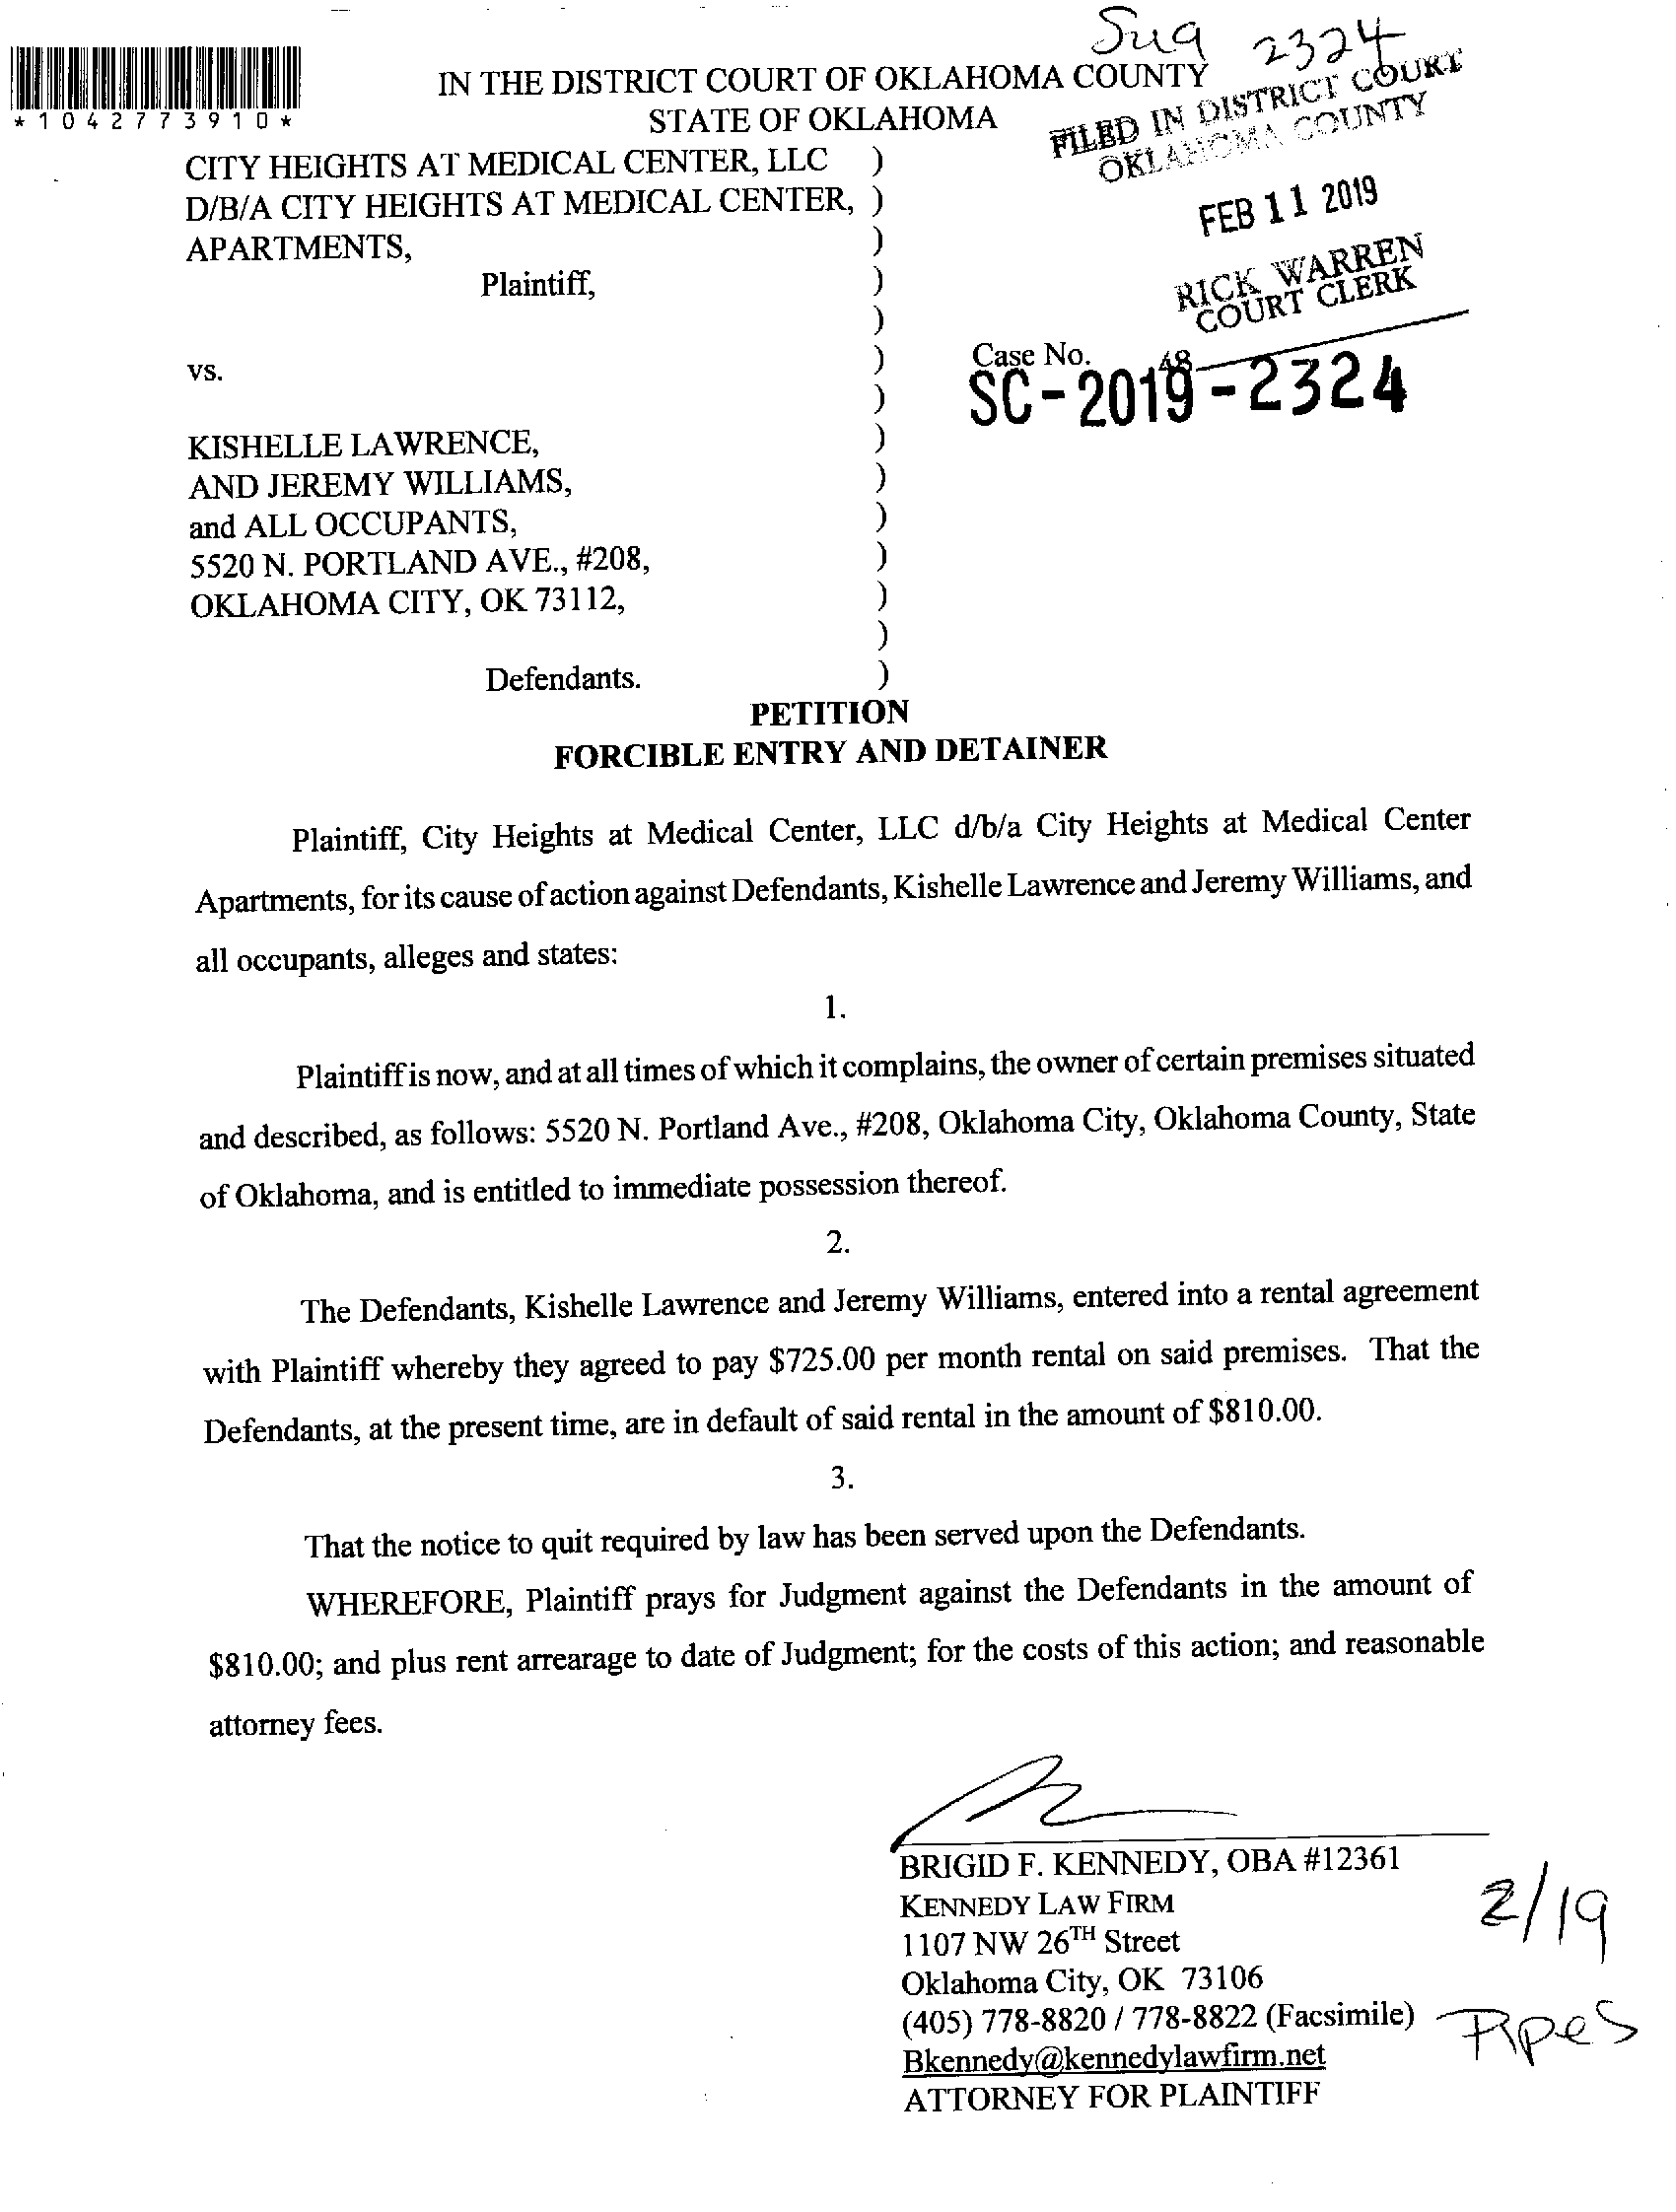 Sug 2324
*1042773910*
IN THE DISTRICT COURT OF OKLAHOMA COUNTY
STATE OF OKLAHOMA
FILED IN DISTRICT COURT
OKLAHOMA COUNTY
FEB 11 2019
RICK WARREN
COURT CLERK
CITY HEIGHTS AT MEDICAL CENTER, LLC )
D/B/A CITY HEIGHTS AT MEDICAL CENTER, )
APARTMENTS, )
Plaintiff, )
)
vs. )
)
Case No. 48
SC-2019-2324
KISHELLE LAWRENCE, )
AND JEREMY WILLIAMS, )
and ALL OCCUPANTS, )
5520 N. PORTLAND AVE., #208, )
OKLAHOMA CITY, OK 73112, )
)
Defendants. )
PETITION
FORCIBLE ENTRY AND DETAINER
Plaintiff, City Heights at Medical Center, LLC d/b/a City Heights at Medical Center
Apartments, for its cause of action against Defendants, Kishelle Lawrence and Jeremy Williams, and
all occupants, alleges and states:
1.
Plaintiff is now, and at all times of which it complains, the owner of certain premises situated
and described, as follows: 5520 N. Portland Ave., #208, Oklahoma City, Oklahoma County, State
of Oklahoma, and is entitled to immediate possession thereof.
2.
The Defendants, Kishelle Lawrence and Jeremy Williams, entered into a rental agreement
with Plaintiff whereby they agreed to pay $725.00 per month rental on said premises. That the
Defendants, at the present time, are in default of said rental in the amount of $810.00.
3.
That the notice to quit required by law has been served upon the Defendants.
WHEREFORE, Plaintiff prays for Judgment against the Defendants in the amount of
$810.00; and plus rent arrearage to date of Judgment; for the costs of this action; and reasonable
attorney fees.
BRIGID F. KENNEDY, OBA #12361
KENNEDY LAW FIRM
1107 NW 26TH Street
Oklahoma City, OK 73106
(405) 778-8820 / 778-8822 (Facsimile)
Bkennedy@kennedylawfirm.net
ATTORNEY FOR PLAINTIFF
2/19